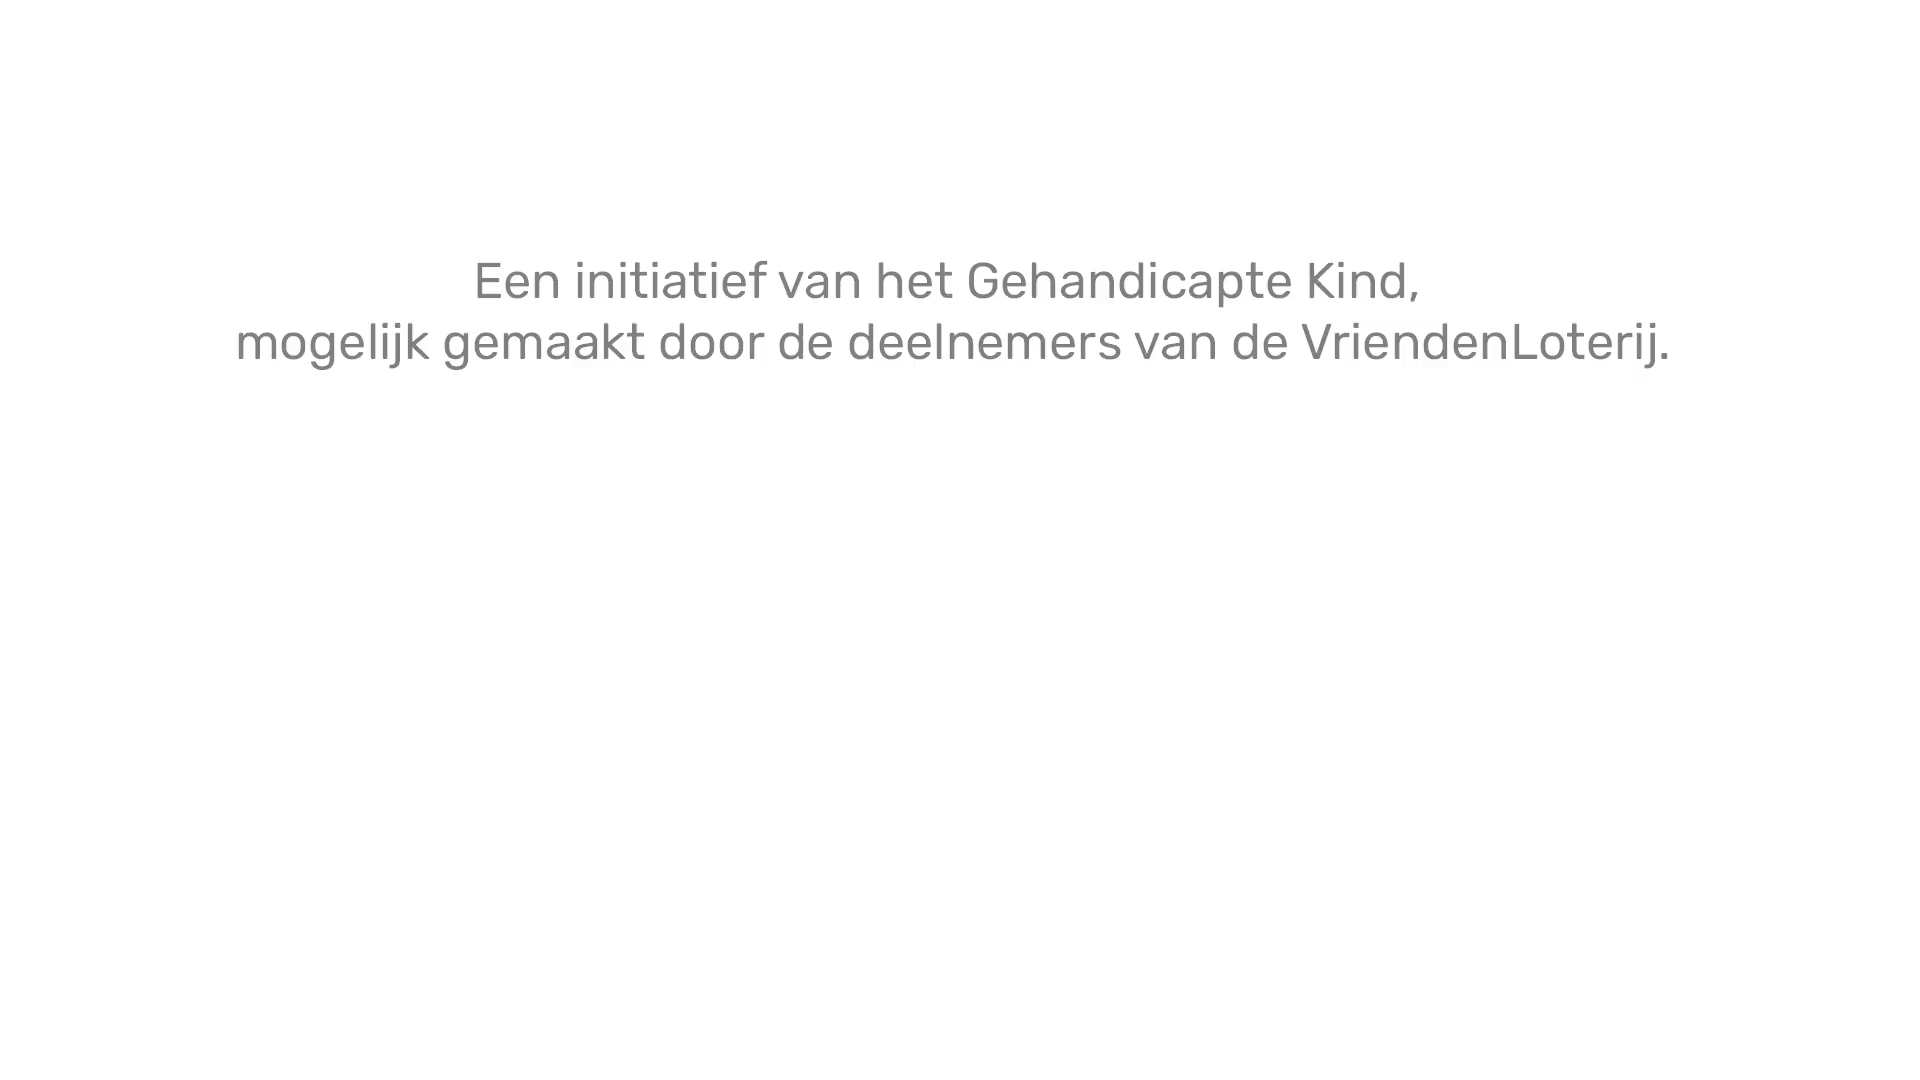 Een initiatief van het Gehandicapte Kind,
mogelijk gemaakt door de deelnemers van de VriendenLoterij.